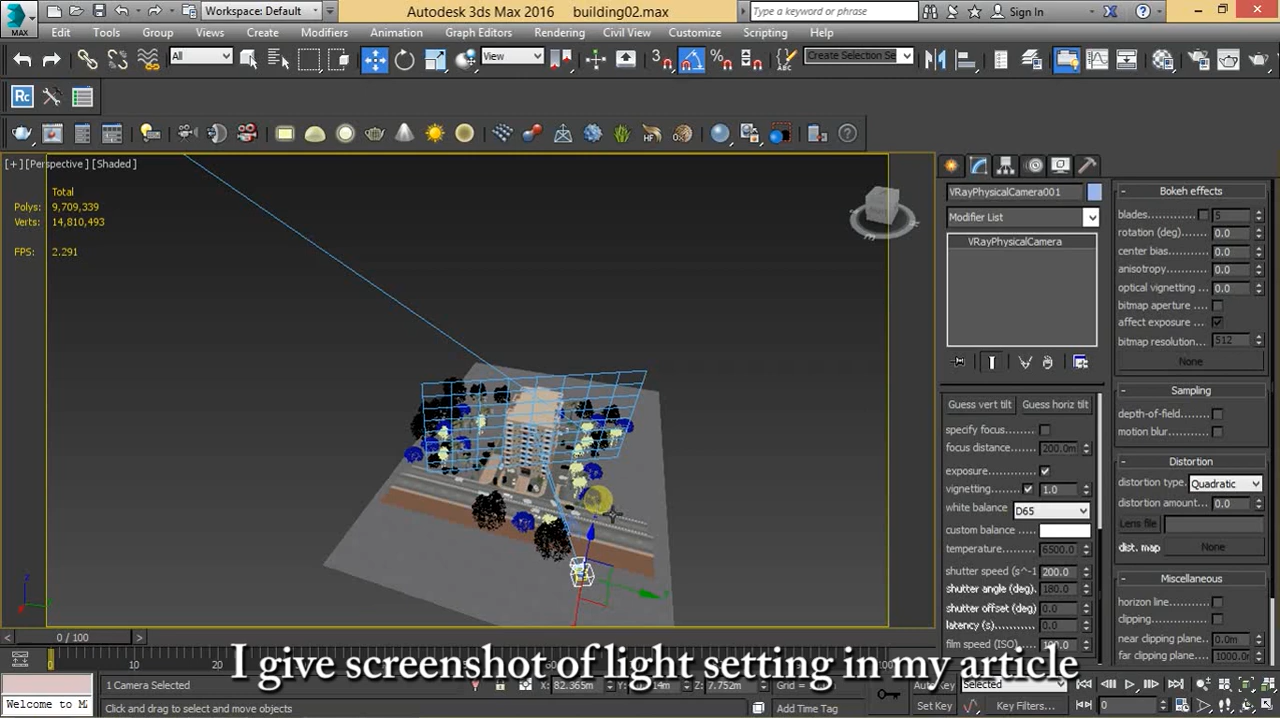 Autodesk 3ds Max 2016 building02.max
Workspace: Default
Type a keyword or phrase
Sign In
MAX
Edit Tools Group Views Create Modifiers Animation Graph Editors Rendering Civil View Customize Scripting Help
All
View
Create Selection Se
Rc
HF
[+] [Perspective] [Shaded]
Total
Polys: 9,709,339
Verts: 14,810,493
FPS: 2.291
VRayPhysicalCamera001
Modifier List
VRayPhysicalCamera
Guess vert tilt Guess horiz tilt
specify focus
focus distance 200.0m
exposure
vignetting 1.0
white balance D65
custom balance
temperature 6500.0
shutter speed (s^-1 200.0
shutter angle (deg) 180.0
shutter offset (deg) 0.0
latency (s) 0.0
film speed (ISO) 100.0
Bokeh effects
blades 5
rotation (deg) 0.0
center bias 0.0
anisotropy 0.0
optical vignetting 0.0
bitmap aperture
affect exposure
bitmap resolution 512
None
Sampling
depth-of-field
motion blur
Distortion
distortion type Quadratic
distortion amount 0.0
Lens file
dist. map None
Miscellaneous
horizon line
clipping
near clipping plane 0.0m
far clipping plane 1000.0
0 / 100
0 10 20
I give screenshot of light setting in my article
1 Camera Selected
X: 82.365m
Z: 7.752m
Grid =
Auto Key
Selected
Welcome to M
Click and drag to select and move objects
Add Time Tag
Set Key
Key Filters...
0